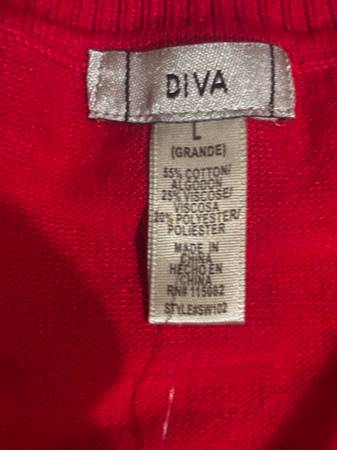 DIVA
L
(GRANDE)
55% COTTON/
ALGODON
25% VISCOSE/
VISCOSA
20% POLYESTER/
POLIESTER
MADE IN
CHINA
HECHO EN
CHINA
RN# 115082
STYLE#SW102